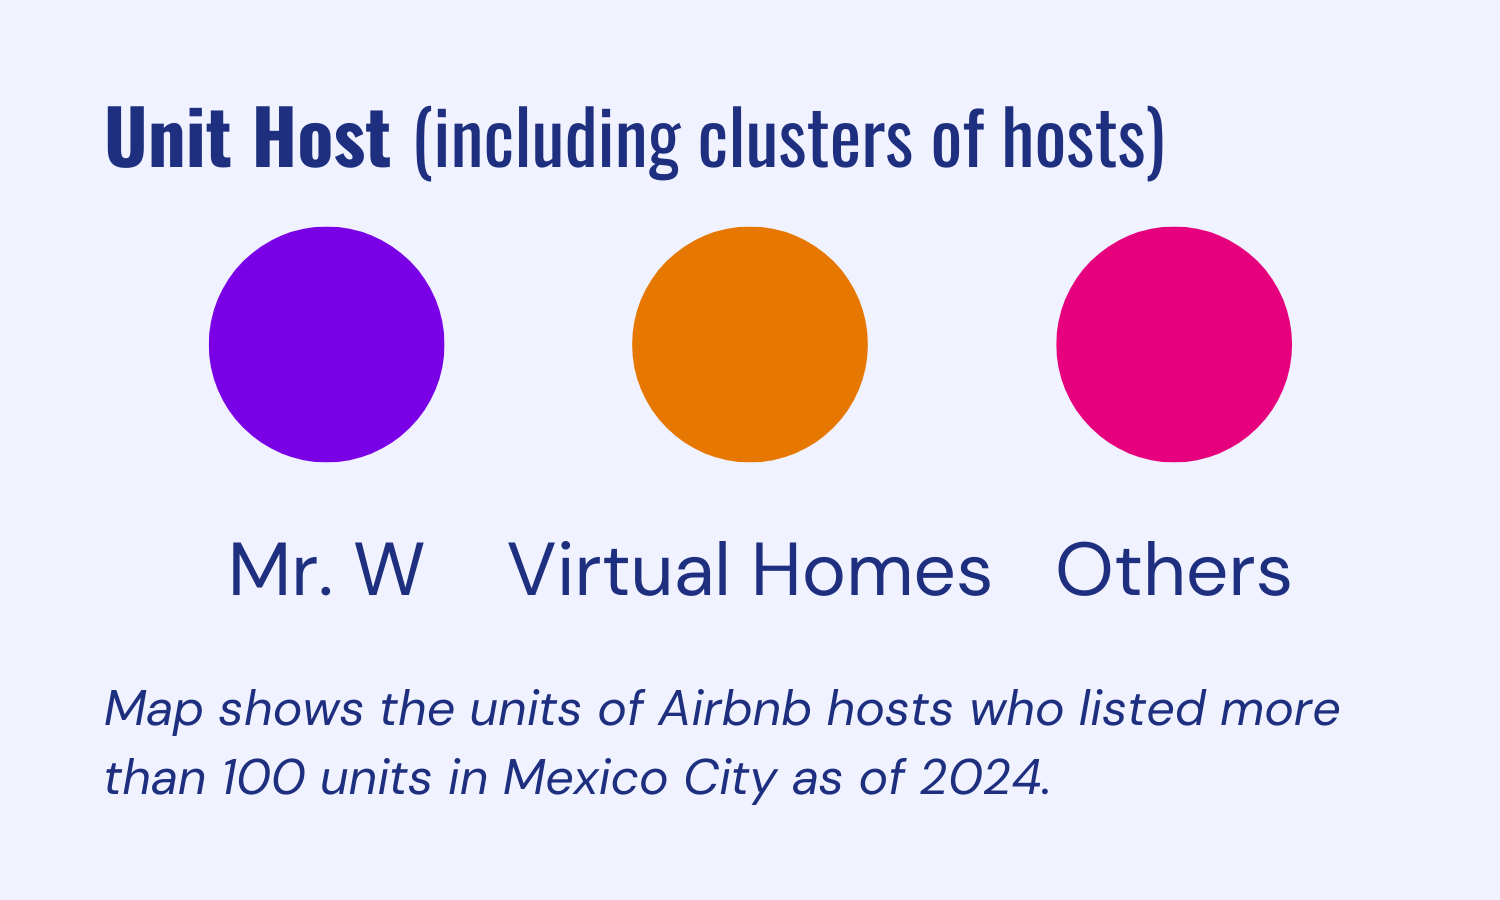 Unit Host (including clusters of hosts)
Mr. W Virtual Homes Others
Map shows the units of Airbnb hosts who listed more
than 100 units in Mexico City as of 2024.